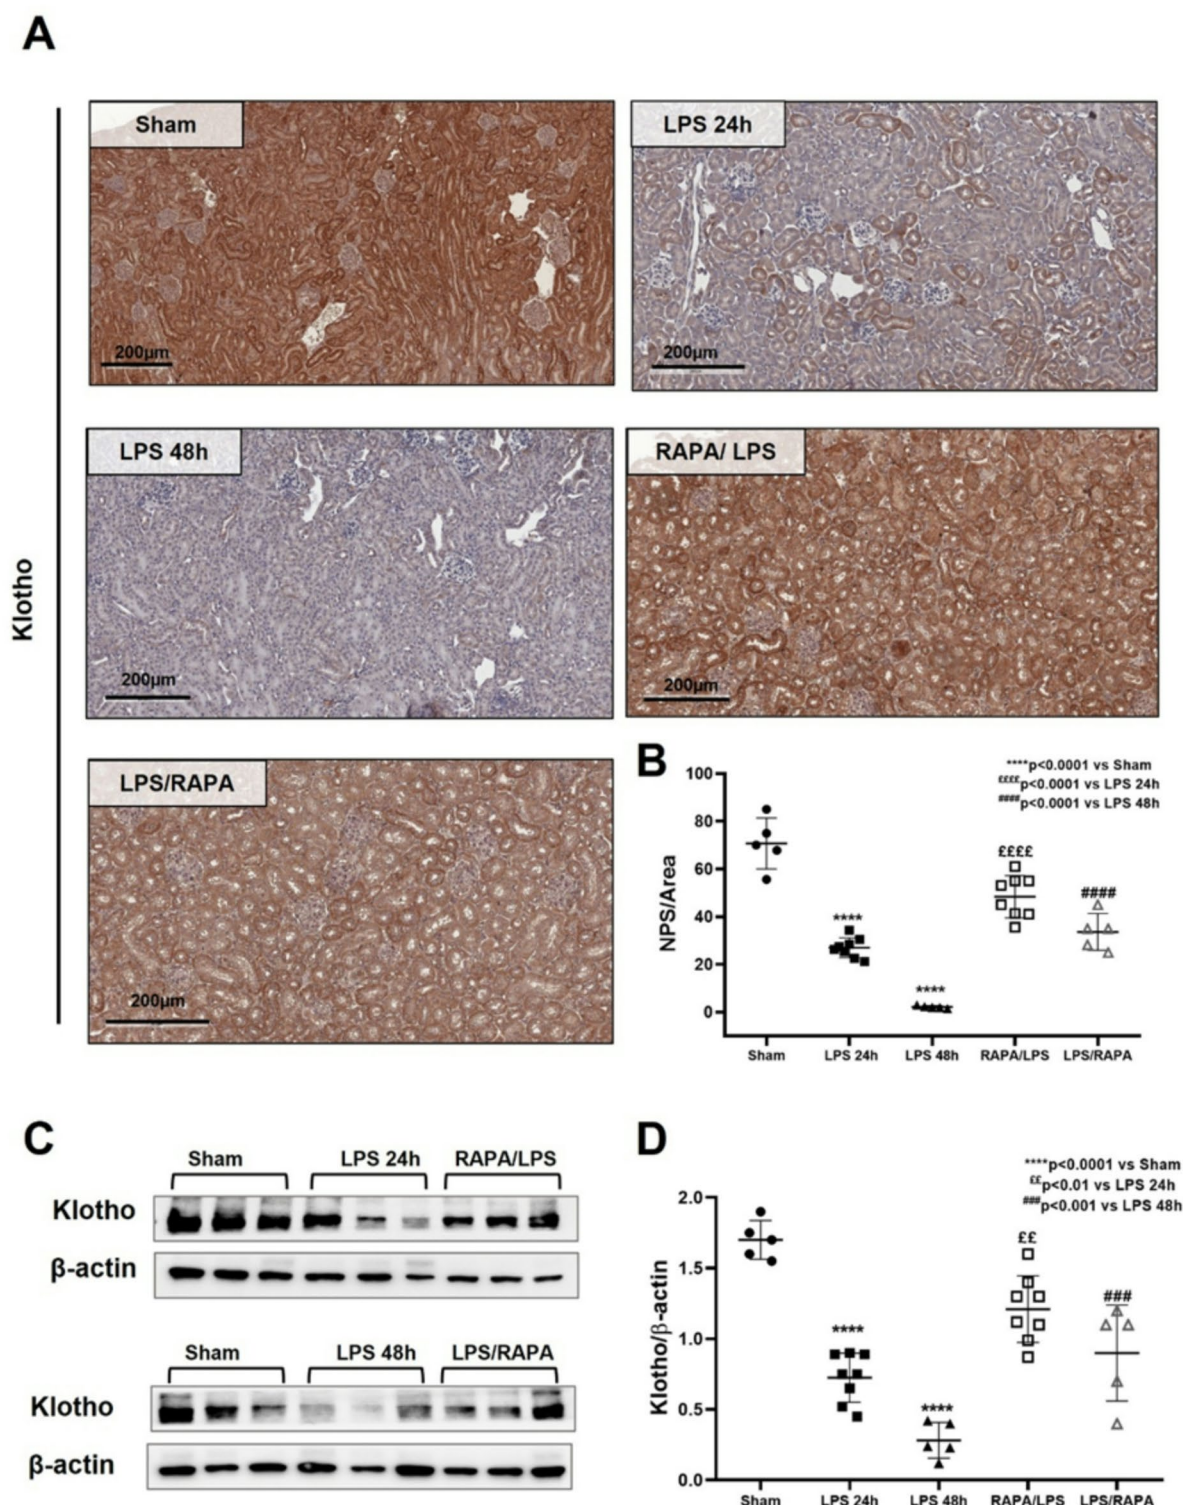 A
Klotho
Sham
200µm
LPS 24h
200µm
LPS 48h
200µm
RAPA/ LPS
200µm
LPS/RAPA
200µm
B
****p<0.0001 vs Sham
££££p<0.0001 vs LPS 24h
####p<0.0001 vs LPS 48h
NPS/Area
100
80
60
40
20
0
****
****
££££
####
Sham
LPS 24h
LPS 48h
RAPA/LPS
LPS/RAPA
C
Sham
LPS 24h
RAPA/LPS
Klotho
β-actin
Sham
LPS 48h
LPS/RAPA
Klotho
β-actin
D
****p<0.0001 vs Sham
££p<0.01 vs LPS 24h
###p<0.001 vs LPS 48h
Klotho/β-actin
2.0
1.5
1.0
0.5
0.0
****
****
££
###
Sham
LPS 24h
LPS 48h
RAPA/LPS
LPS/RAPA